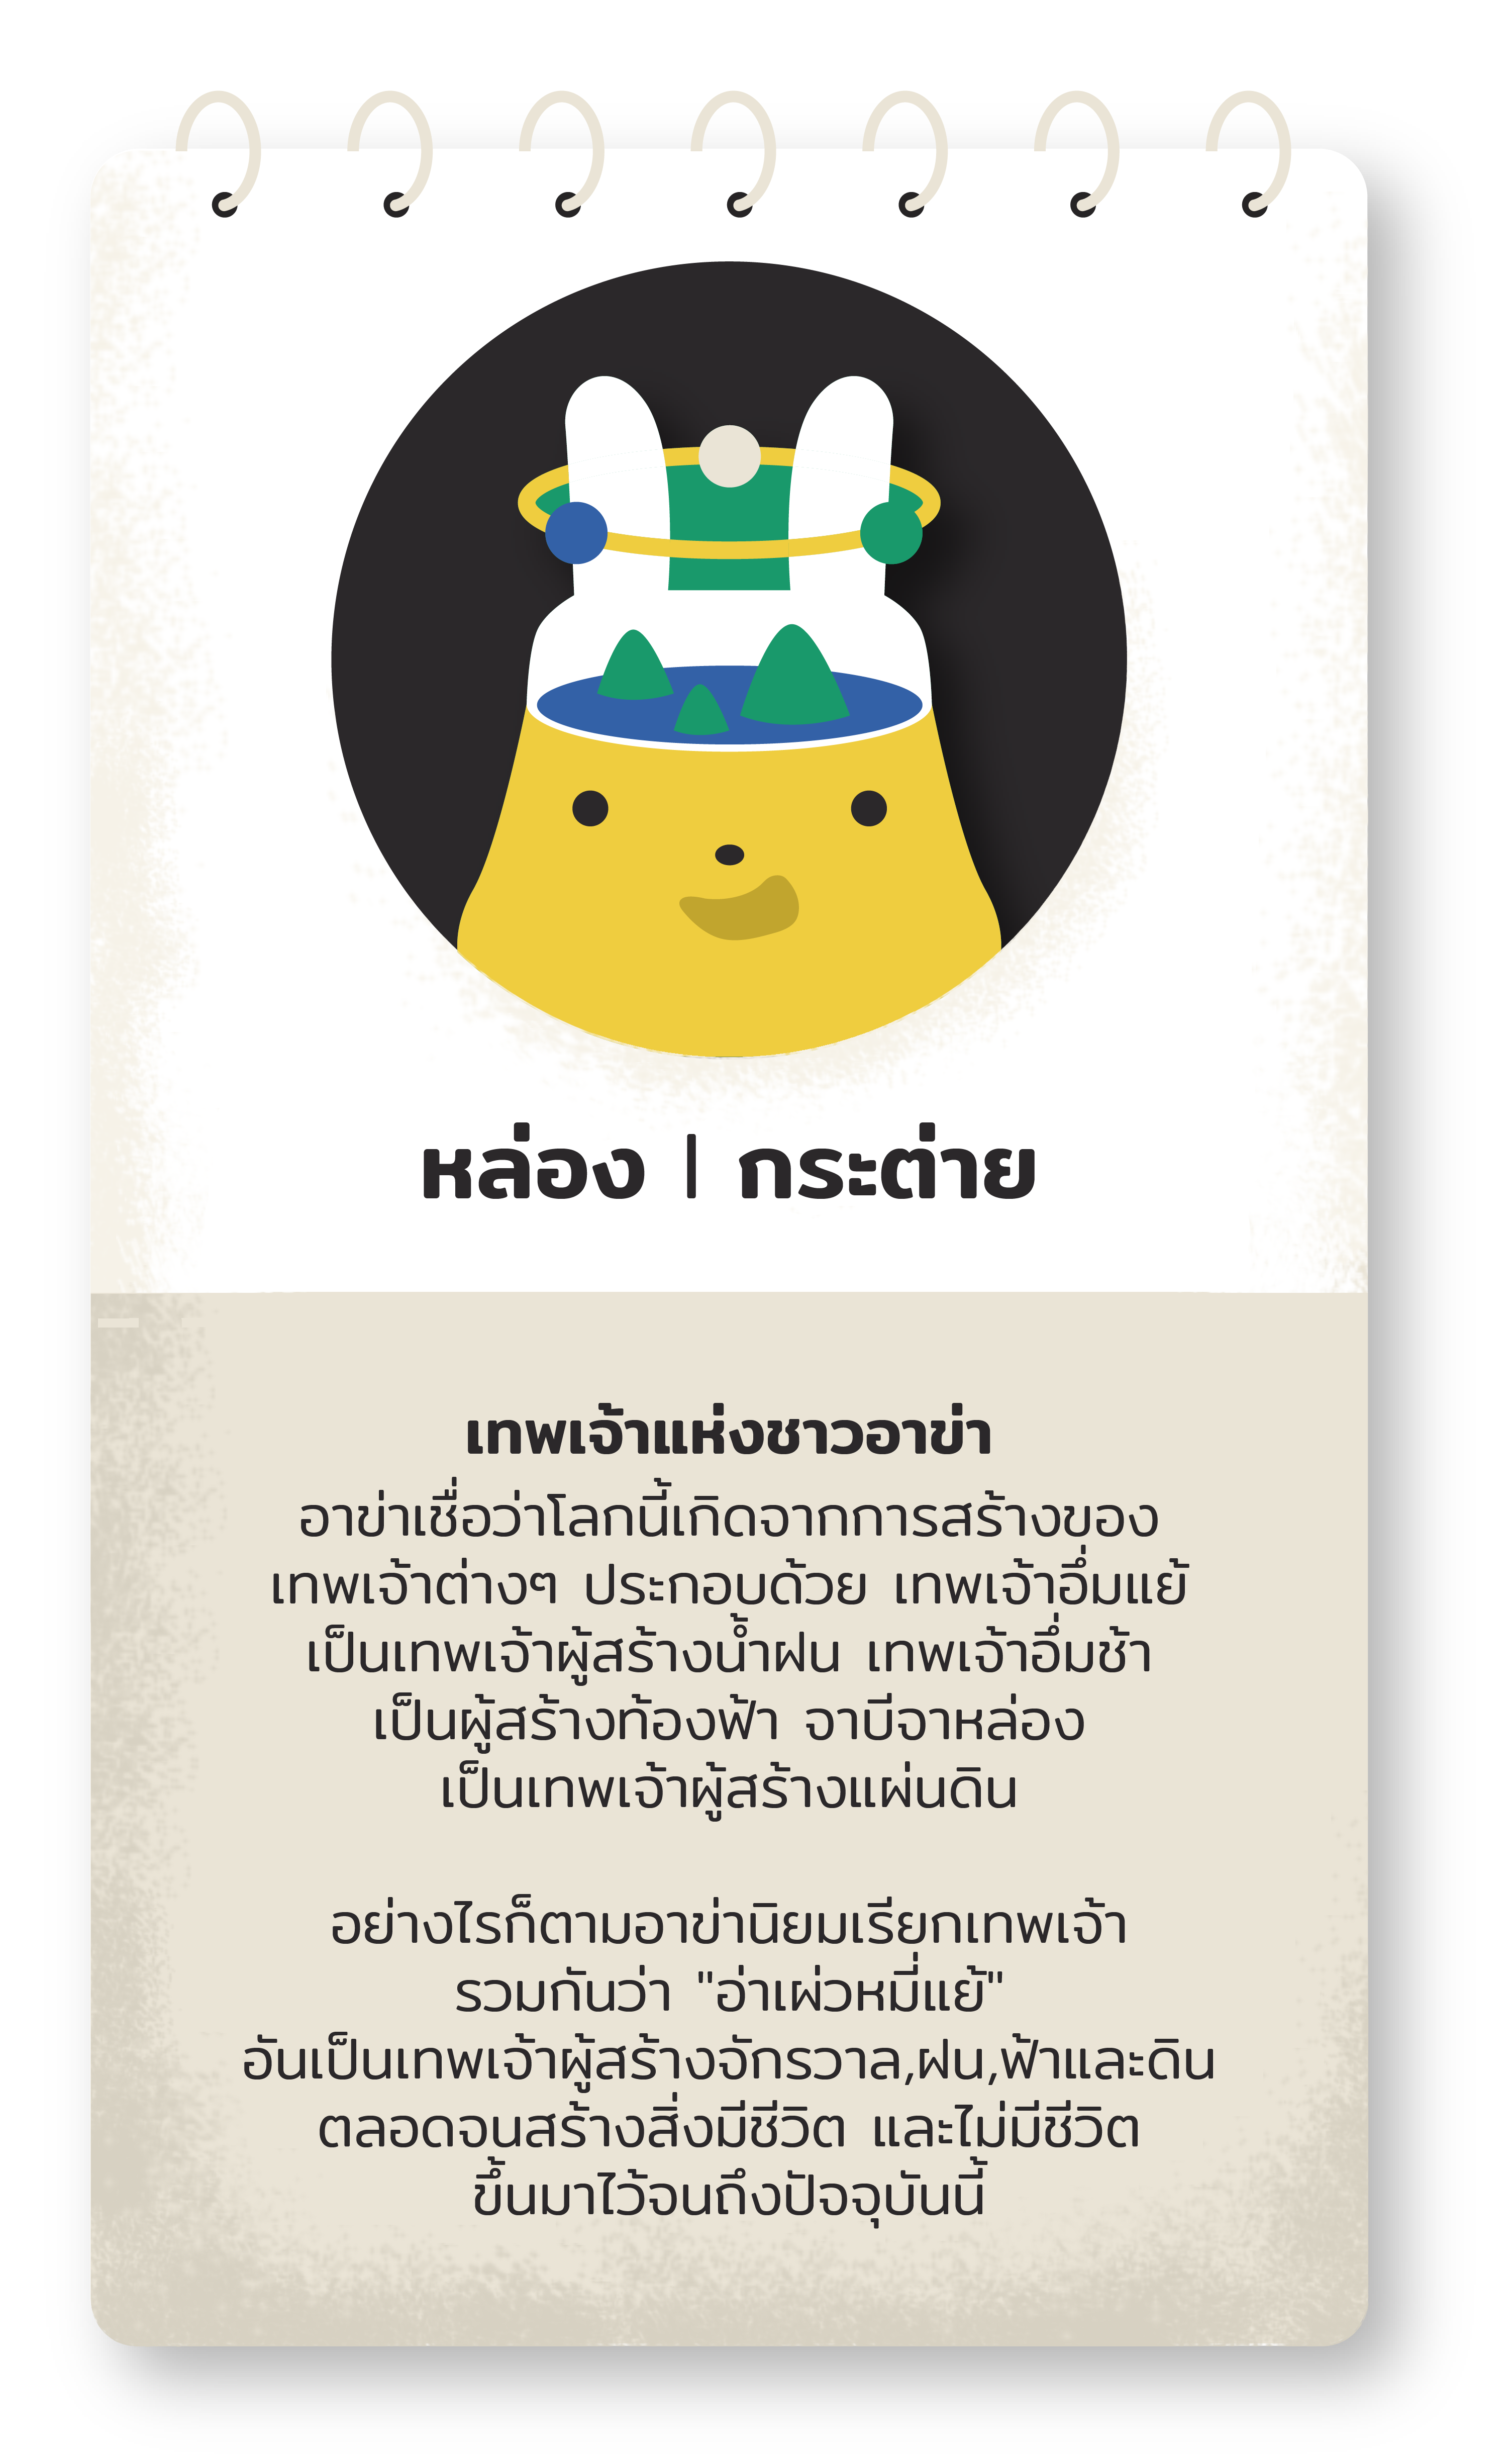 หล่อง | กระต่าย
เทพเจ้าแห่งชาวอาข่า
อาข่าเชื่อว่าโลกนี้เกิดจากการสร้างของ
เทพเจ้าต่างๆ ประกอบด้วย เทพเจ้าอึ่มแย้
เป็นเทพเจ้าผู้สร้างน้ำฝน เทพเจ้าอึ่มช้า
เป็นผู้สร้างท้องฟ้า จาบีจาหล่อง
เป็นเทพเจ้าผู้สร้างแผ่นดิน
อย่างไรก็ตามอาข่านิยมเรียกเทพเจ้า
รวมกันว่า "อ่าเผ่วหมี่แย้"
อันเป็นเทพเจ้าผู้สร้างจักรวาล,ฝน,ฟ้าและดิน
ตลอดจนสร้างสิ่งมีชีวิต และไม่มีชีวิต
ขึ้นมาไว้จนถึงปัจจุบันนี้